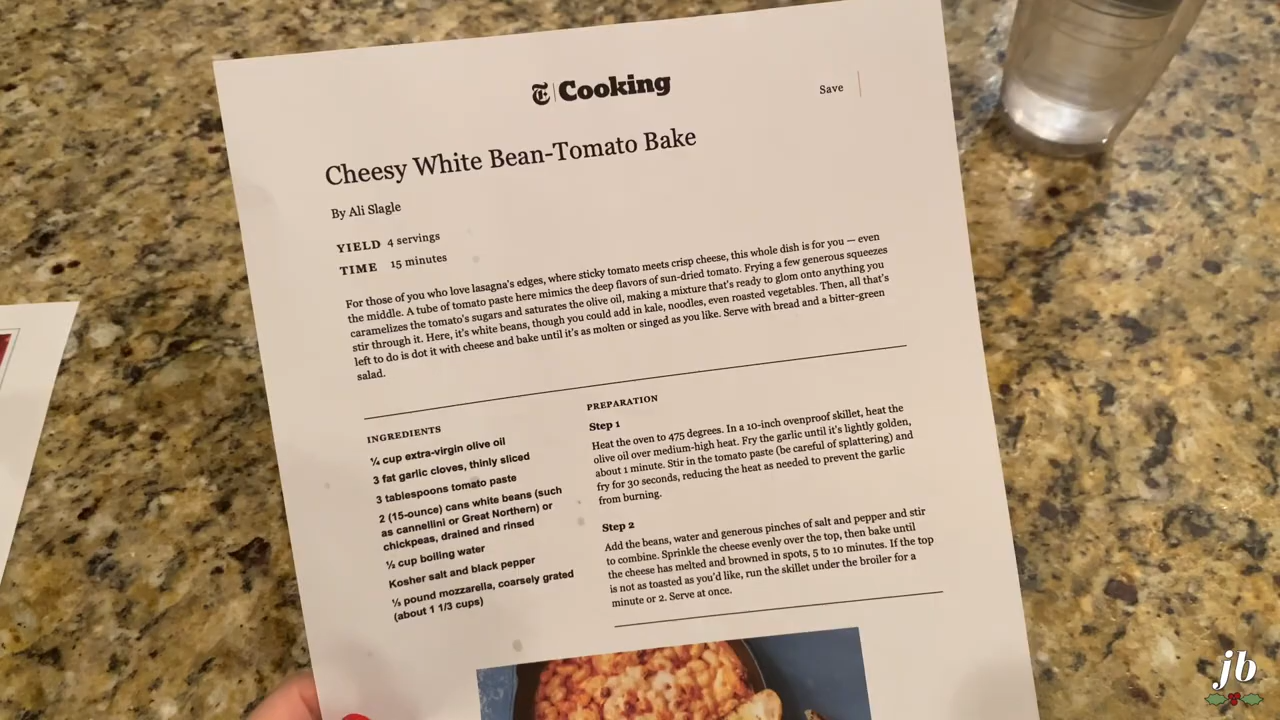 T Cooking
Save
Cheesy White Bean-Tomato Bake
By Ali Slagle
YIELD 4 servings
TIME 15 minutes
For those of you who love lasagna's edges, where sticky tomato meets crisp cheese, this whole dish is for you — even
the middle. A tube of tomato paste here mimics the deep flavors of sun-dried tomato. Frying a few generous squeezes
caramelizes the tomato's sugars and saturates the olive oil, making a mixture that's ready to glom onto anything you
stir through it. Here, it's white beans, though you could add in kale, noodles, even roasted vegetables. Then, all that's
left to do is dot it with cheese and bake until it's as molten or singed as you like. Serve with bread and a bitter-green
salad.
INGREDIENTS
¼ cup extra-virgin olive oil
3 fat garlic cloves, thinly sliced
3 tablespoons tomato paste
2 (15-ounce) cans white beans (such
as cannellini or Great Northern) or
chickpeas, drained and rinsed
½ cup boiling water
Kosher salt and black pepper
⅓ pound mozzarella, coarsely grated
(about 1 1/3 cups)
PREPARATION
Step 1
Heat the oven to 475 degrees. In a 10-inch ovenproof skillet, heat the
olive oil over medium-high heat. Fry the garlic until it's lightly golden,
about 1 minute. Stir in the tomato paste (be careful of splattering) and
fry for 30 seconds, reducing the heat as needed to prevent the garlic
from burning.
Step 2
Add the beans, water and generous pinches of salt and pepper and stir
to combine. Sprinkle the cheese evenly over the top, then bake until
the cheese has melted and browned in spots, 5 to 10 minutes. If the top
is not as toasted as you'd like, run the skillet under the broiler for a
minute or 2. Serve at once.
jb